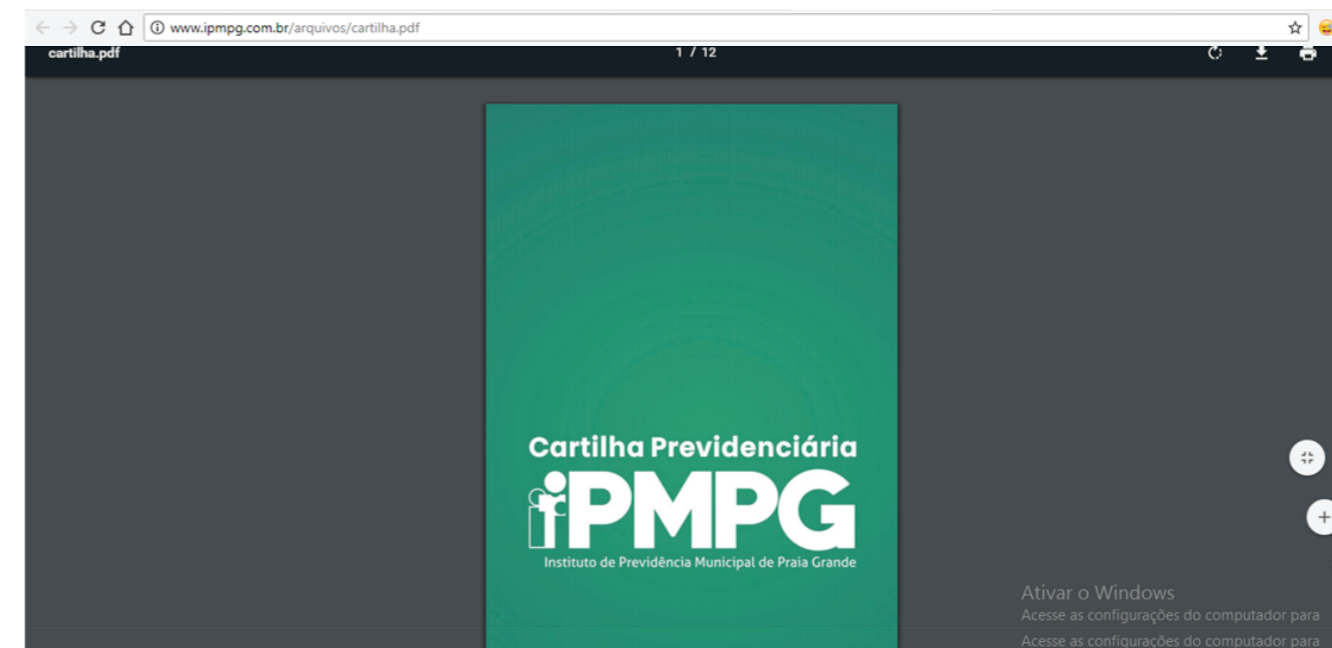 www.ipmpg.com.br/arquivos/cartilha.pdf
cartilha.pdf
1 / 12
Cartilha Previdenciária
iPMPG
Instituto de Previdência Municipal de Praia Grande
Ativar o Windows
Acesse as configurações do computador para
Acesse as configurações do computador para